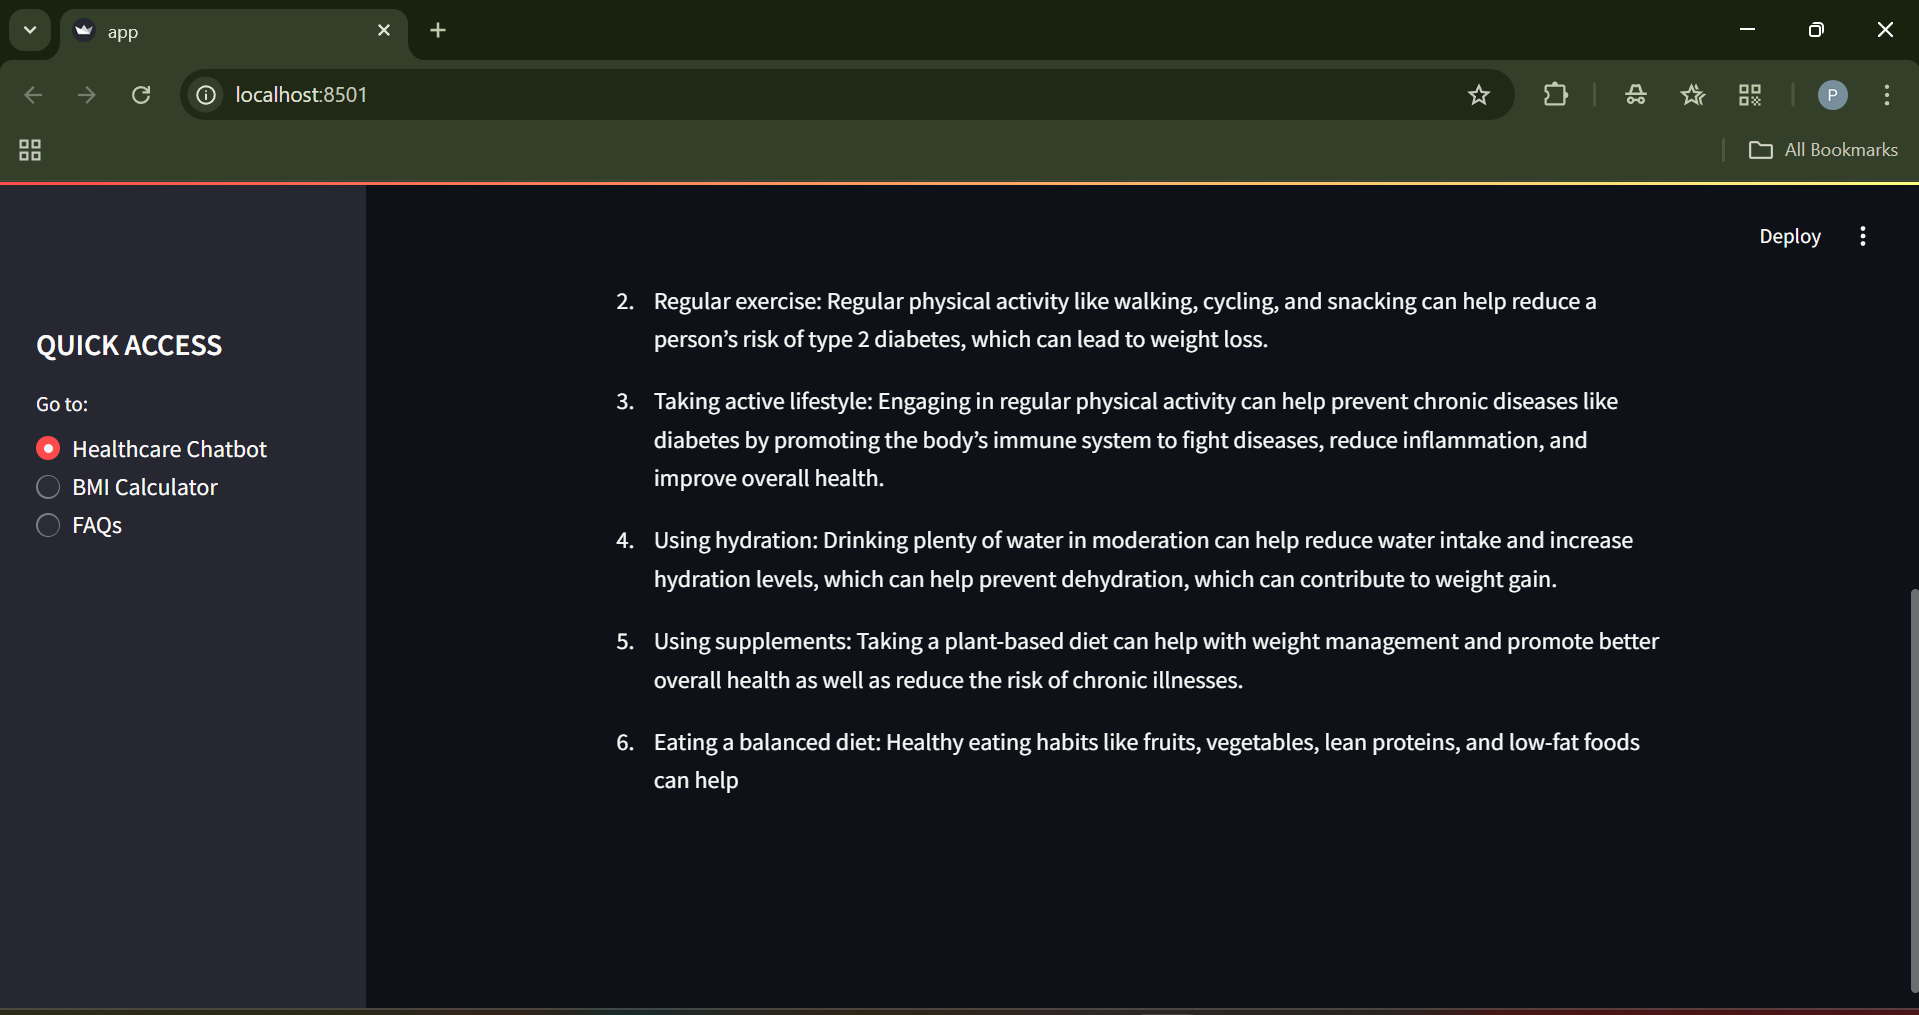 app
localhost:8501
P
All Bookmarks
Deploy
QUICK ACCESS
Go to:
Healthcare Chatbot
BMI Calculator
FAQs
2. Regular exercise: Regular physical activity like walking, cycling, and snacking can help reduce a
person’s risk of type 2 diabetes, which can lead to weight loss.
3. Taking active lifestyle: Engaging in regular physical activity can help prevent chronic diseases like
diabetes by promoting the body’s immune system to fight diseases, reduce inflammation, and
improve overall health.
4. Using hydration: Drinking plenty of water in moderation can help reduce water intake and increase
hydration levels, which can help prevent dehydration, which can contribute to weight gain.
5. Using supplements: Taking a plant-based diet can help with weight management and promote better
overall health as well as reduce the risk of chronic illnesses.
6. Eating a balanced diet: Healthy eating habits like fruits, vegetables, lean proteins, and low-fat foods
can help